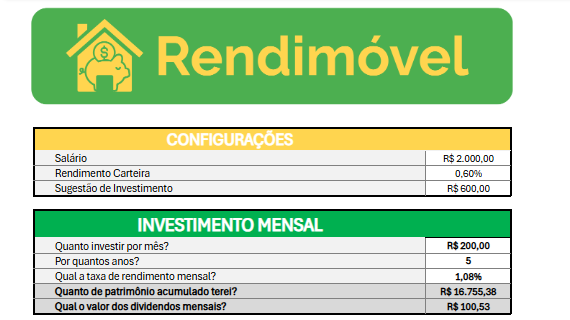 Rendimóvel
CONFIGURAÇÕES
Salário R$ 2.000,00
Rendimento Carteira 0,60%
Sugestão de Investimento R$ 600,00
INVESTIMENTO MENSAL
Quanto investir por mês? R$ 200,00
Por quantos anos? 5
Qual a taxa de rendimento mensal? 1,08%
Quanto de patrimônio acumulado terei? R$ 16.755,38
Qual o valor dos dividendos mensais? R$ 100,53